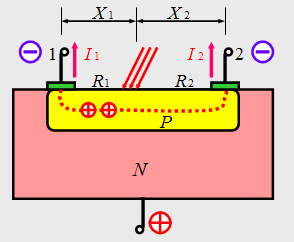 X₁ X₂
1 I₁ I₂ 2
R₁ R₂
P
N